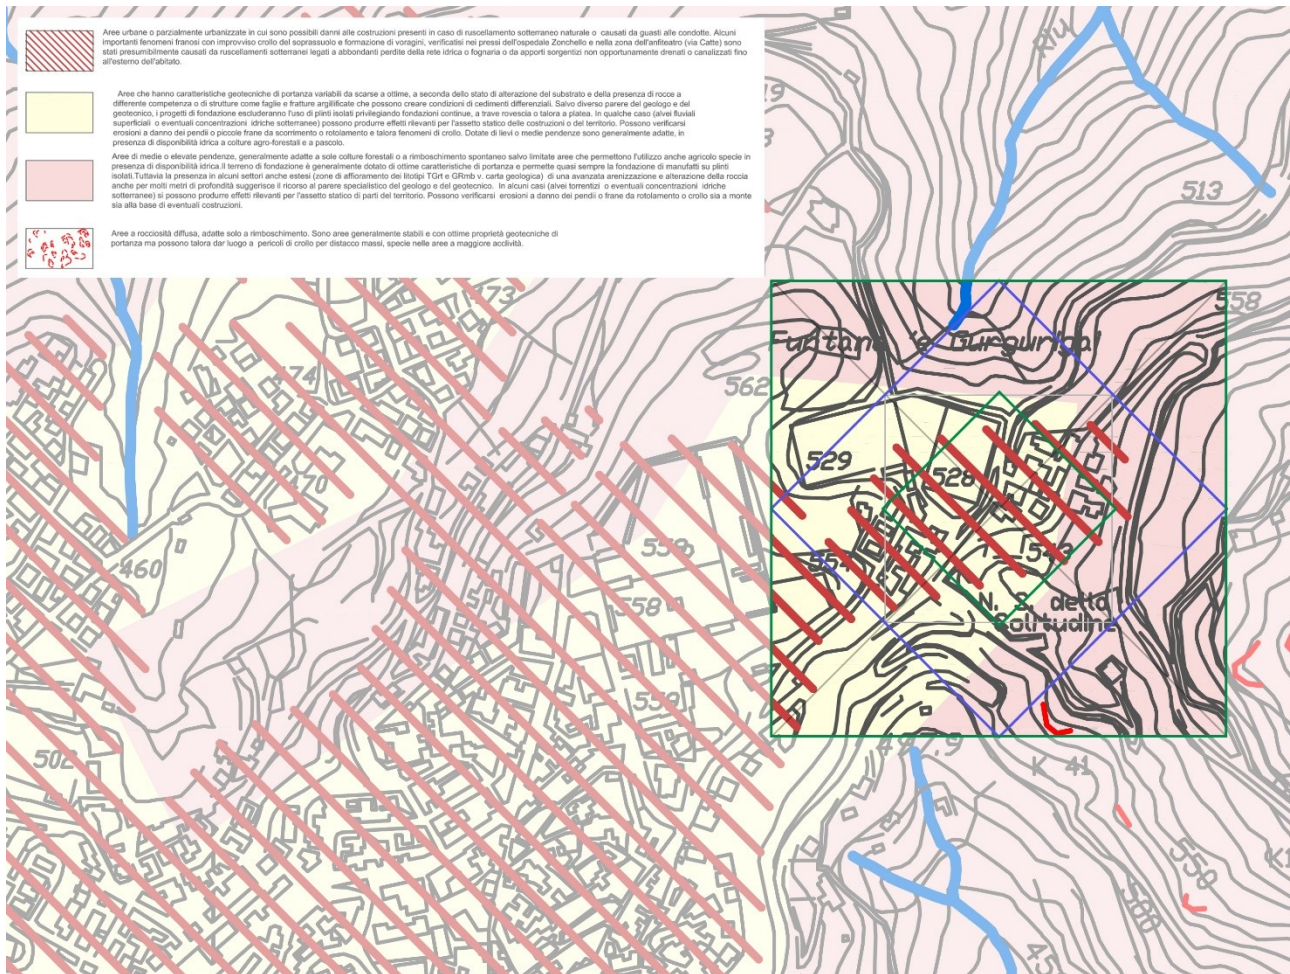 Aree urbane o parzialmente urbanizzate in cui sono possibili danni alle costruzioni presenti in caso di ruscellamento sotterraneo naturale o causati da guasti alle condotte. Alcuni
importanti fenomeni franosi con improvviso crollo del soprassuolo e formazione di voragini, verificatisi nei pressi dell'ospedale Zonchello e nella zona dell'anfiteatro (via Catte) sono
stati presumibilmente causati da ruscellamenti sotterranei legati a abbondanti perdite della rete idrica o fognaria o da apporti sorgentizi non opportunamente drenati o canalizzati fino
all'esterno dell'abitato.
Aree che hanno caratteristiche geotecniche di portanza variabili da scarse a ottime, a seconda dello stato di alterazione del substrato e della presenza di rocce a
differente competenza o di strutture come faglie e fratture argillificate che possono creare condizioni di cedimenti differenziali. Salvo diverso parere del geologo e del
geotecnico, i progetti di fondazione escluderanno l'uso di plinti isolati privilegiando fondazioni continue, a trave rovescia o talora a platea. In qualche caso (alvei fluviali
superficiali o eventuali concentrazioni idriche sotterranee) possono produrre effetti rilevanti per l'assetto statico delle costruzioni o del territorio. Possono verificarsi
erosioni a danno dei pendii o piccole frane da scorrimento o rotolamento e talora fenomeni di crollo. Dotate di lievi o medie pendenze sono generalmente adatte, in
presenza di disponibilità idrica a colture agro-forestali e a pascolo.
Aree di medie o elevate pendenze, generalmente adatte a sole colture forestali o a rimboschimento spontaneo salvo limitate aree che permettono l'utilizzo anche agricolo specie in
presenza di disponibilità idrica.Il terreno di fondazione è generalmente dotato di ottime caratteristiche di portanza e permette quasi sempre la fondazione di manufatti su plinti
isolati.Tuttavia la presenza in alcuni settori anche estesi (zone di affioramento dei litotipi TGrt e GRmb v. carta geologica) di una avanzata arenizzazione e alterazione della roccia
anche per molti metri di profondità suggerisce il ricorso al parere specialistico del geologo e del geotecnico. In alcuni casi (alvei torrentizi o eventuali concentrazioni idriche
sotterranee) si possono produrre effetti rilevanti per l'assetto statico di parti del territorio. Possono verificarsi erosioni a danno dei pendii o frane da rotolamento o crollo sia a monte
sia alla base di eventuali costruzioni.
Aree a rocciosità diffusa, adatte solo a rimboschimento. Sono aree generalmente stabili e con ottime proprietà geotecniche di
portanza ma possono talora dar luogo a pericoli di crollo per distacco massi, specie nelle aree a maggiore acclività.
Riu
513
473
558
Funtana 'e Gurgurigai
474
562
529
528
470
559
543
554
460
558
N. S. della
Solitudine
559
502
K 41
550
500